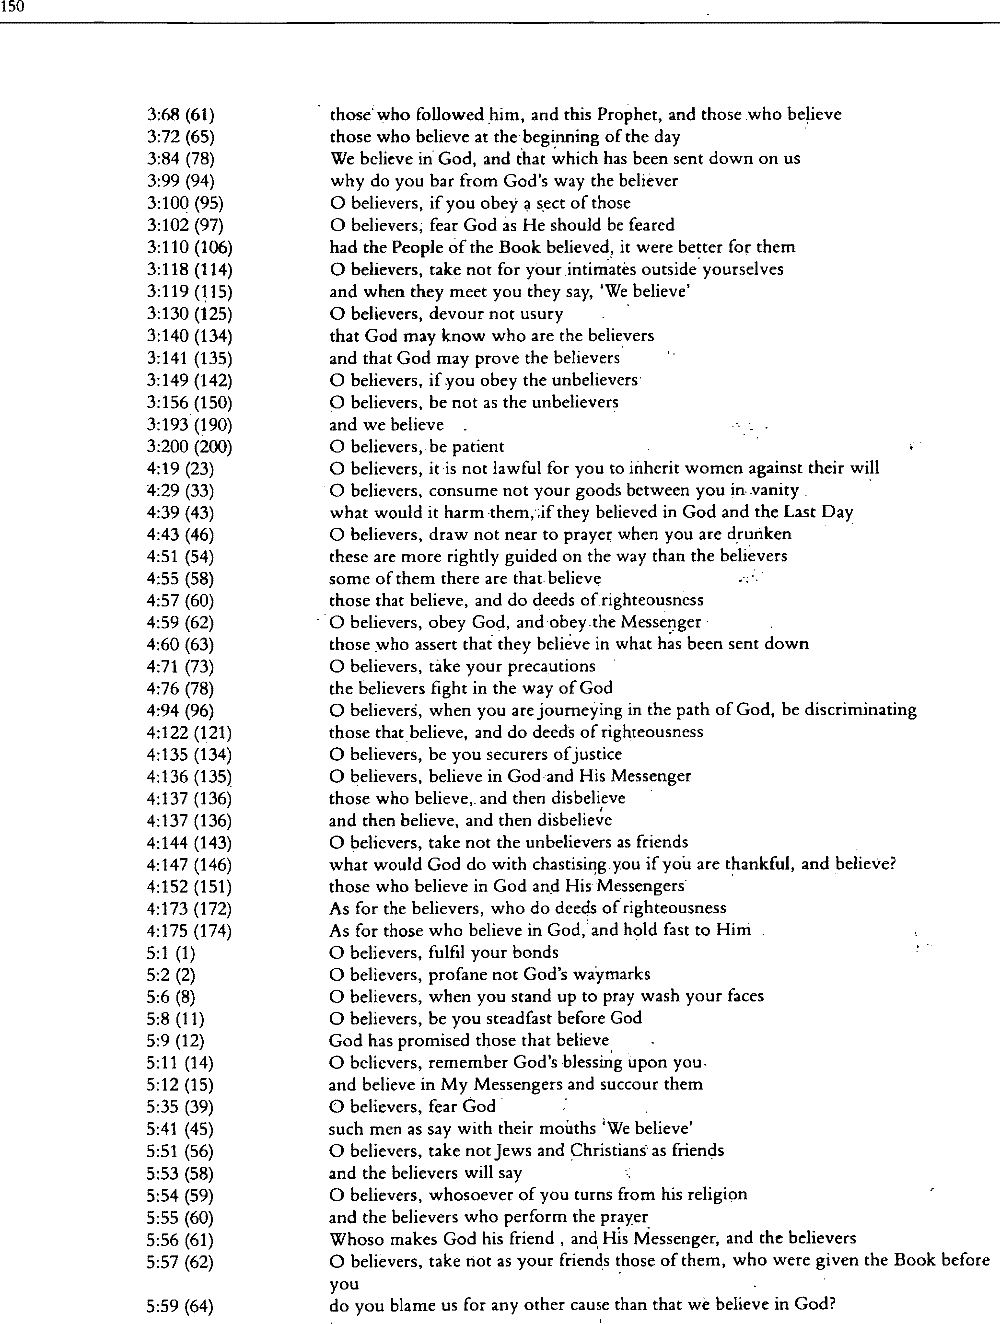 150
3:68 (61) those who followed him, and this Prophet, and those who believe
3:72 (65) those who believe at the beginning of the day
3:84 (78) We believe in God, and that which has been sent down on us
3:99 (94) why do you bar from God's way the believer
3:100 (95) O believers, if you obey a sect of those
3:102 (97) O believers, fear God as He should be feared
3:110 (106) had the People of the Book believed, it were better for them
3:118 (114) O believers, take not for your intimates outside yourselves
3:119 (115) and when they meet you they say, 'We believe'
3:130 (125) O believers, devour not usury
3:140 (134) that God may know who are the believers
3:141 (135) and that God may prove the believers
3:149 (142) O believers, if you obey the unbelievers
3:156 (150) O believers, be not as the unbelievers
3:193 (190) and we believe
3:200 (200) O believers, be patient
4:19 (23) O believers, it is not lawful for you to inherit women against their will
4:29 (33) O believers, consume not your goods between you in vanity
4:39 (43) what would it harm them, if they believed in God and the Last Day
4:43 (46) O believers, draw not near to prayer when you are drunken
4:51 (54) these are more rightly guided on the way than the believers
4:55 (58) some of them there are that believe
4:57 (60) those that believe, and do deeds of righteousness
4:59 (62) O believers, obey God, and obey the Messenger
4:60 (63) those who assert that they believe in what has been sent down
4:71 (73) O believers, take your precautions
4:76 (78) the believers fight in the way of God
4:94 (96) O believers, when you are journeying in the path of God, be discriminating
4:122 (121) those that believe, and do deeds of righteousness
4:135 (134) O believers, be you securers of justice
4:136 (135) O believers, believe in God and His Messenger
4:137 (136) those who believe, and then disbelieve
4:137 (136) and then believe, and then disbelieve
4:144 (143) O believers, take not the unbelievers as friends
4:147 (146) what would God do with chastising you if you are thankful, and believe?
4:152 (151) those who believe in God and His Messengers
4:173 (172) As for the believers, who do deeds of righteousness
4:175 (174) As for those who believe in God, and hold fast to Him
5:1 (1) O believers, fulfil your bonds
5:2 (2) O believers, profane not God's waymarks
5:6 (8) O believers, when you stand up to pray wash your faces
5:8 (11) O believers, be you steadfast before God
5:9 (12) God has promised those that believe
5:11 (14) O believers, remember God's blessing upon you
5:12 (15) and believe in My Messengers and succour them
5:35 (39) O believers, fear God
5:41 (45) such men as say with their mouths 'We believe'
5:51 (56) O believers, take not Jews and Christians as friends
5:53 (58) and the believers will say
5:54 (59) O believers, whosoever of you turns from his religion
5:55 (60) and the believers who perform the prayer
5:56 (61) Whoso makes God his friend , and His Messenger, and the believers
5:57 (62) O believers, take not as your friends those of them, who were given the Book before
you
5:59 (64) do you blame us for any other cause than that we believe in God?